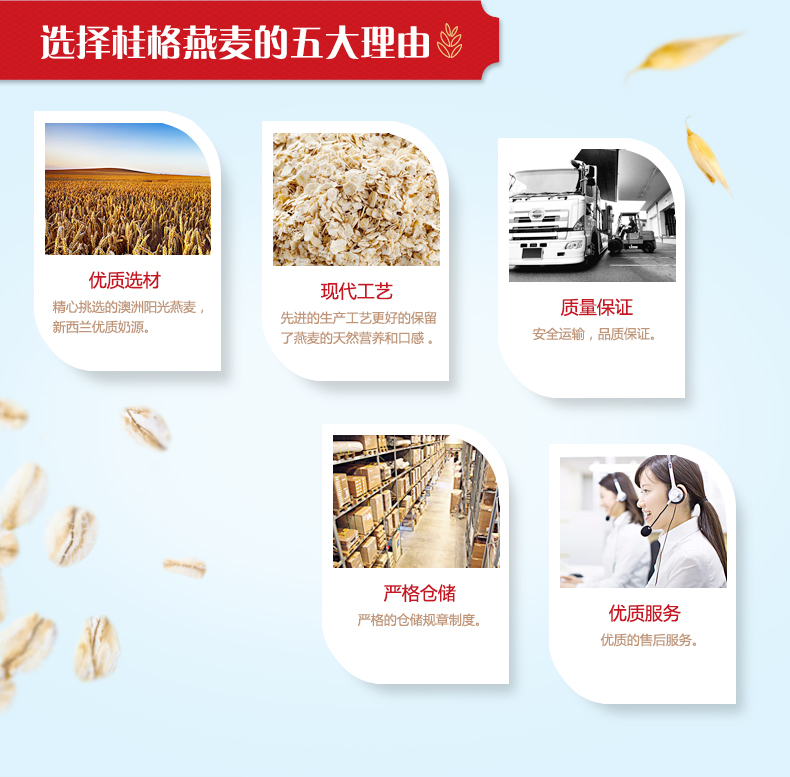 选择桂格燕麦的五大理由
优质选材
精心挑选的澳洲阳光燕麦，
新西兰优质奶源。
现代工艺
先进的生产工艺更好的保留
了燕麦的天然营养和口感 。
质量保证
安全运输，品质保证。
严格仓储
严格的仓储规章制度。
优质服务
优质的售后服务。